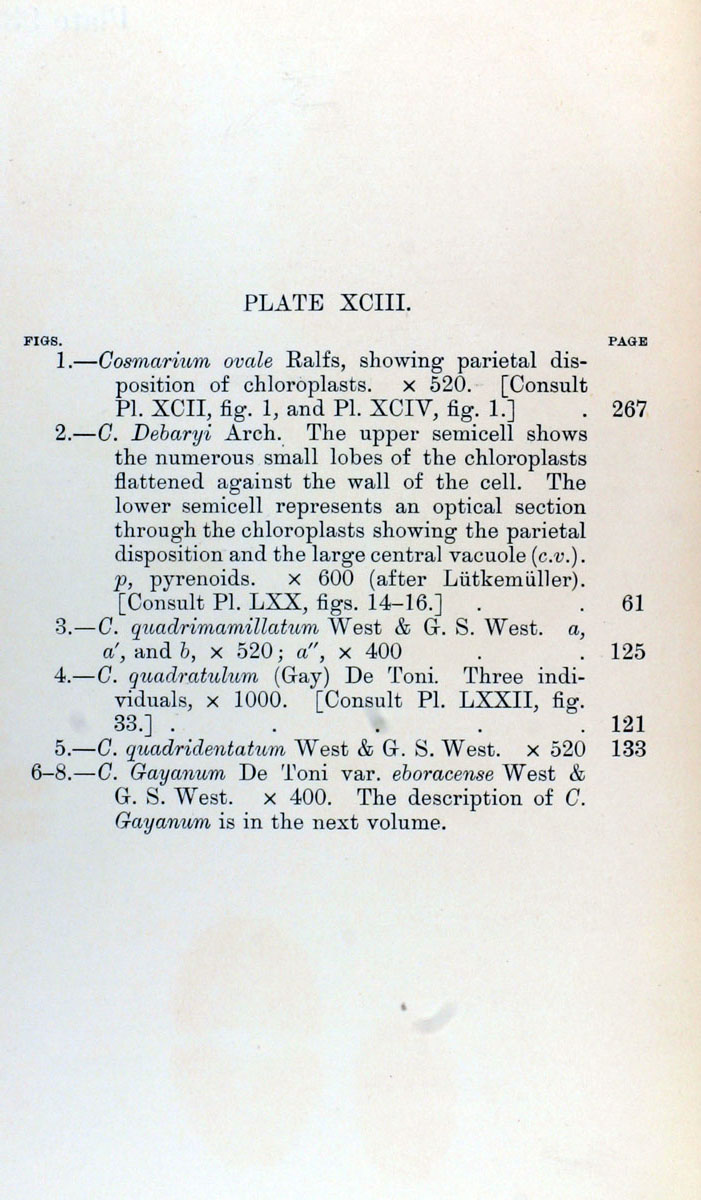 PLATE XCIII.
FIGS. PAGE
1.—Cosmarium ovale Ralfs, showing parietal dis-
position of chloroplasts. × 520. [Consult
Pl. XCII, fig. 1, and Pl. XCIV, fig. 1.] . 267
2.—C. Debaryi Arch. The upper semicell shows
the numerous small lobes of the chloroplasts
flattened against the wall of the cell. The
lower semicell represents an optical section
through the chloroplasts showing the parietal
disposition and the large central vacuole (c.v.).
p, pyrenoids. × 600 (after Lütkemüller).
[Consult Pl. LXX, figs. 14–16.] . . 61
3.—C. quadrimamillatum West & G. S. West. a,
a′, and b, × 520; a″, × 400 . . 125
4.—C. quadratulum (Gay) De Toni. Three indi-
viduals, × 1000. [Consult Pl. LXXII, fig.
33.] . . . . . 121
5.—C. quadridentatum West & G. S. West. × 520 133
6–8.—C. Gayanum De Toni var. eboracense West &
G. S. West. × 400. The description of C.
Gayanum is in the next volume.